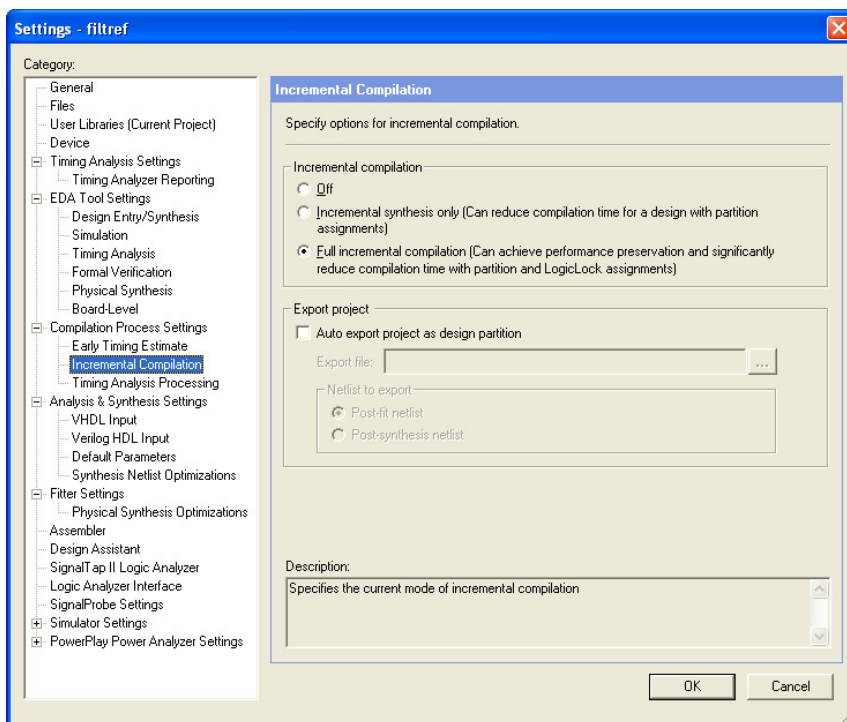 Settings - filtref
Category:
General
Files
User Libraries (Current Project)
Device
Timing Analysis Settings
Timing Analyzer Reporting
EDA Tool Settings
Design Entry/Synthesis
Simulation
Timing Analysis
Formal Verification
Physical Synthesis
Board-Level
Compilation Process Settings
Early Timing Estimate
Incremental Compilation
Timing Analysis Processing
Analysis & Synthesis Settings
VHDL Input
Verilog HDL Input
Default Parameters
Synthesis Netlist Optimizations
Fitter Settings
Physical Synthesis Optimizations
Assembler
Design Assistant
SignalTap II Logic Analyzer
Logic Analyzer Interface
SignalProbe Settings
Simulator Settings
PowerPlay Power Analyzer Settings
Incremental Compilation
Specify options for incremental compilation.
Incremental compilation
Off
Incremental synthesis only (Can reduce compilation time for a design with partition
assignments)
Full incremental compilation (Can achieve performance preservation and significantly
reduce compilation time with partition and LogicLock assignments)
Export project
Auto export project as design partition
Export file:
...
Netlist to export
Post-fit netlist
Post-synthesis netlist
Description:
Specifies the current mode of incremental compilation
OK
Cancel